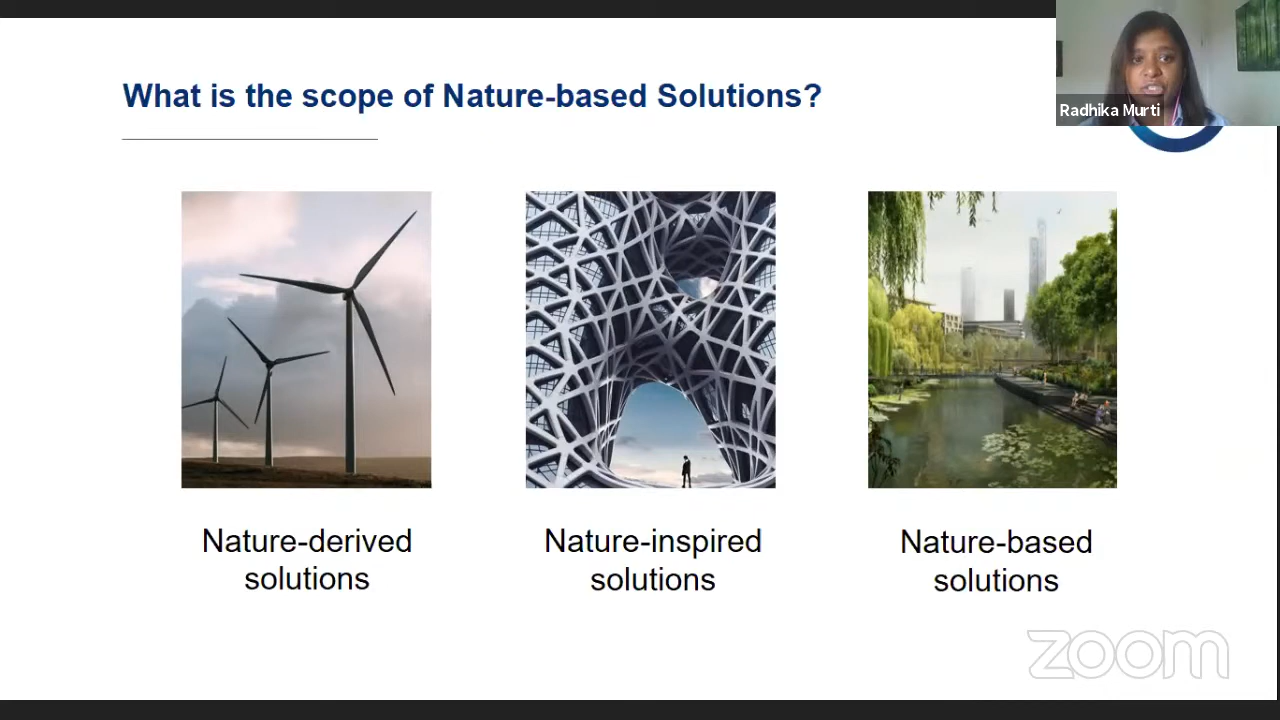 What is the scope of Nature-based Solutions?
Radhika Murti
Nature-derived
solutions
Nature-inspired
solutions
Nature-based
solutions
zoom